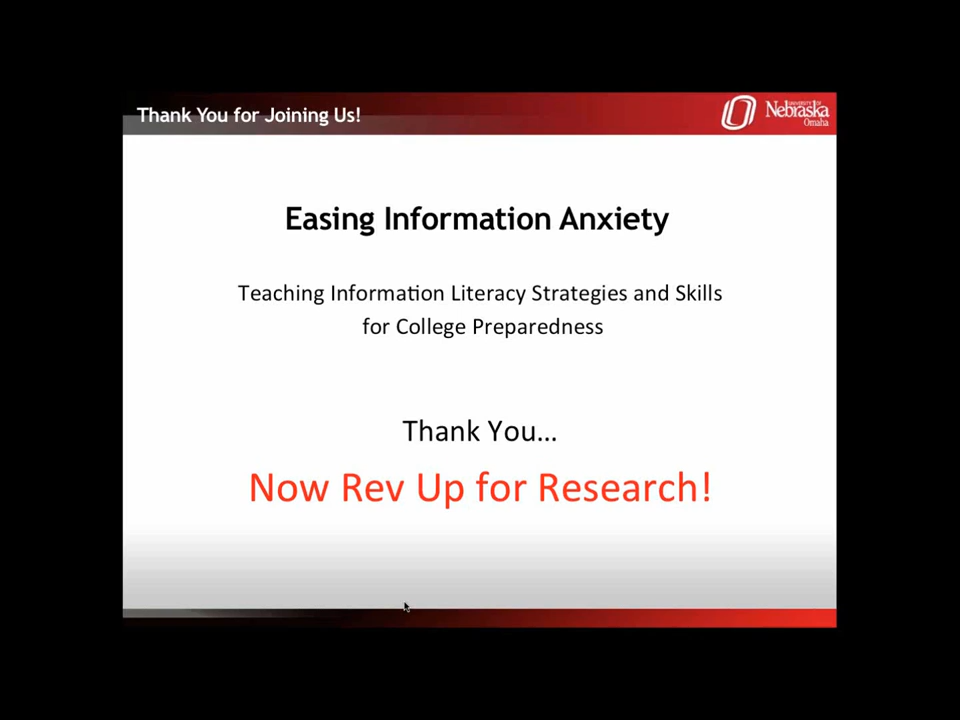 Thank You for Joining Us!
UNIVERSITY OF
Nebraska
Omaha
Easing Information Anxiety
Teaching Information Literacy Strategies and Skills
for College Preparedness
Thank You…
Now Rev Up for Research!